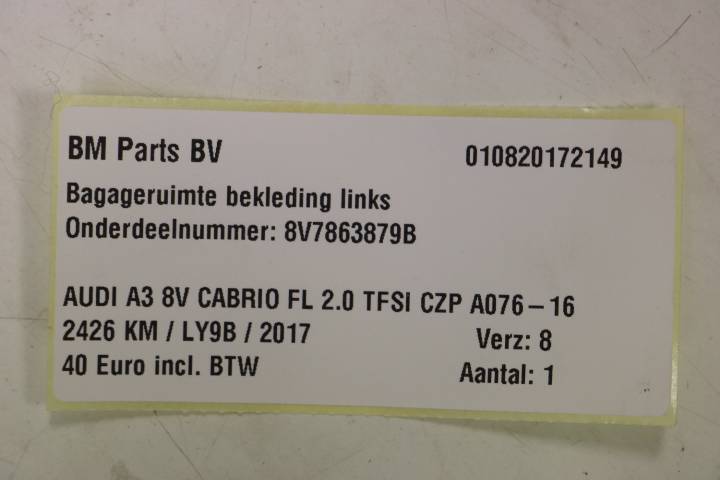 BM Parts BV 010820172149
Bagageruimte bekleding links
Onderdeelnummer: 8V7863879B
AUDI A3 8V CABRIO FL 2.0 TFSI CZP A076-16
2426 KM / LY9B / 2017 Verz: 8
40 Euro incl. BTW Aantal: 1